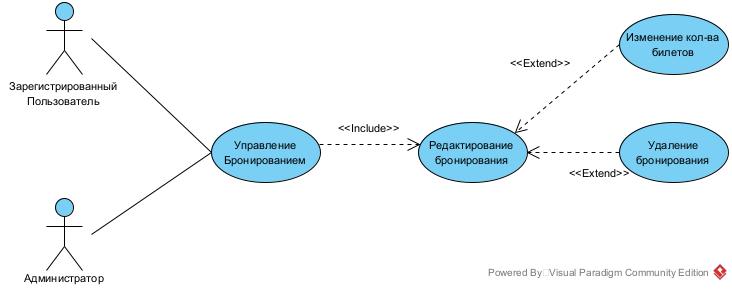 Зарегистрированный
Пользователь
Администратор
Управление
Бронированием
<<Include>>
Редактирование
бронирования
<<Extend>>
Изменение кол-ва
билетов
<<Extend>>
Удаление
бронирования
Powered By Visual Paradigm Community Edition